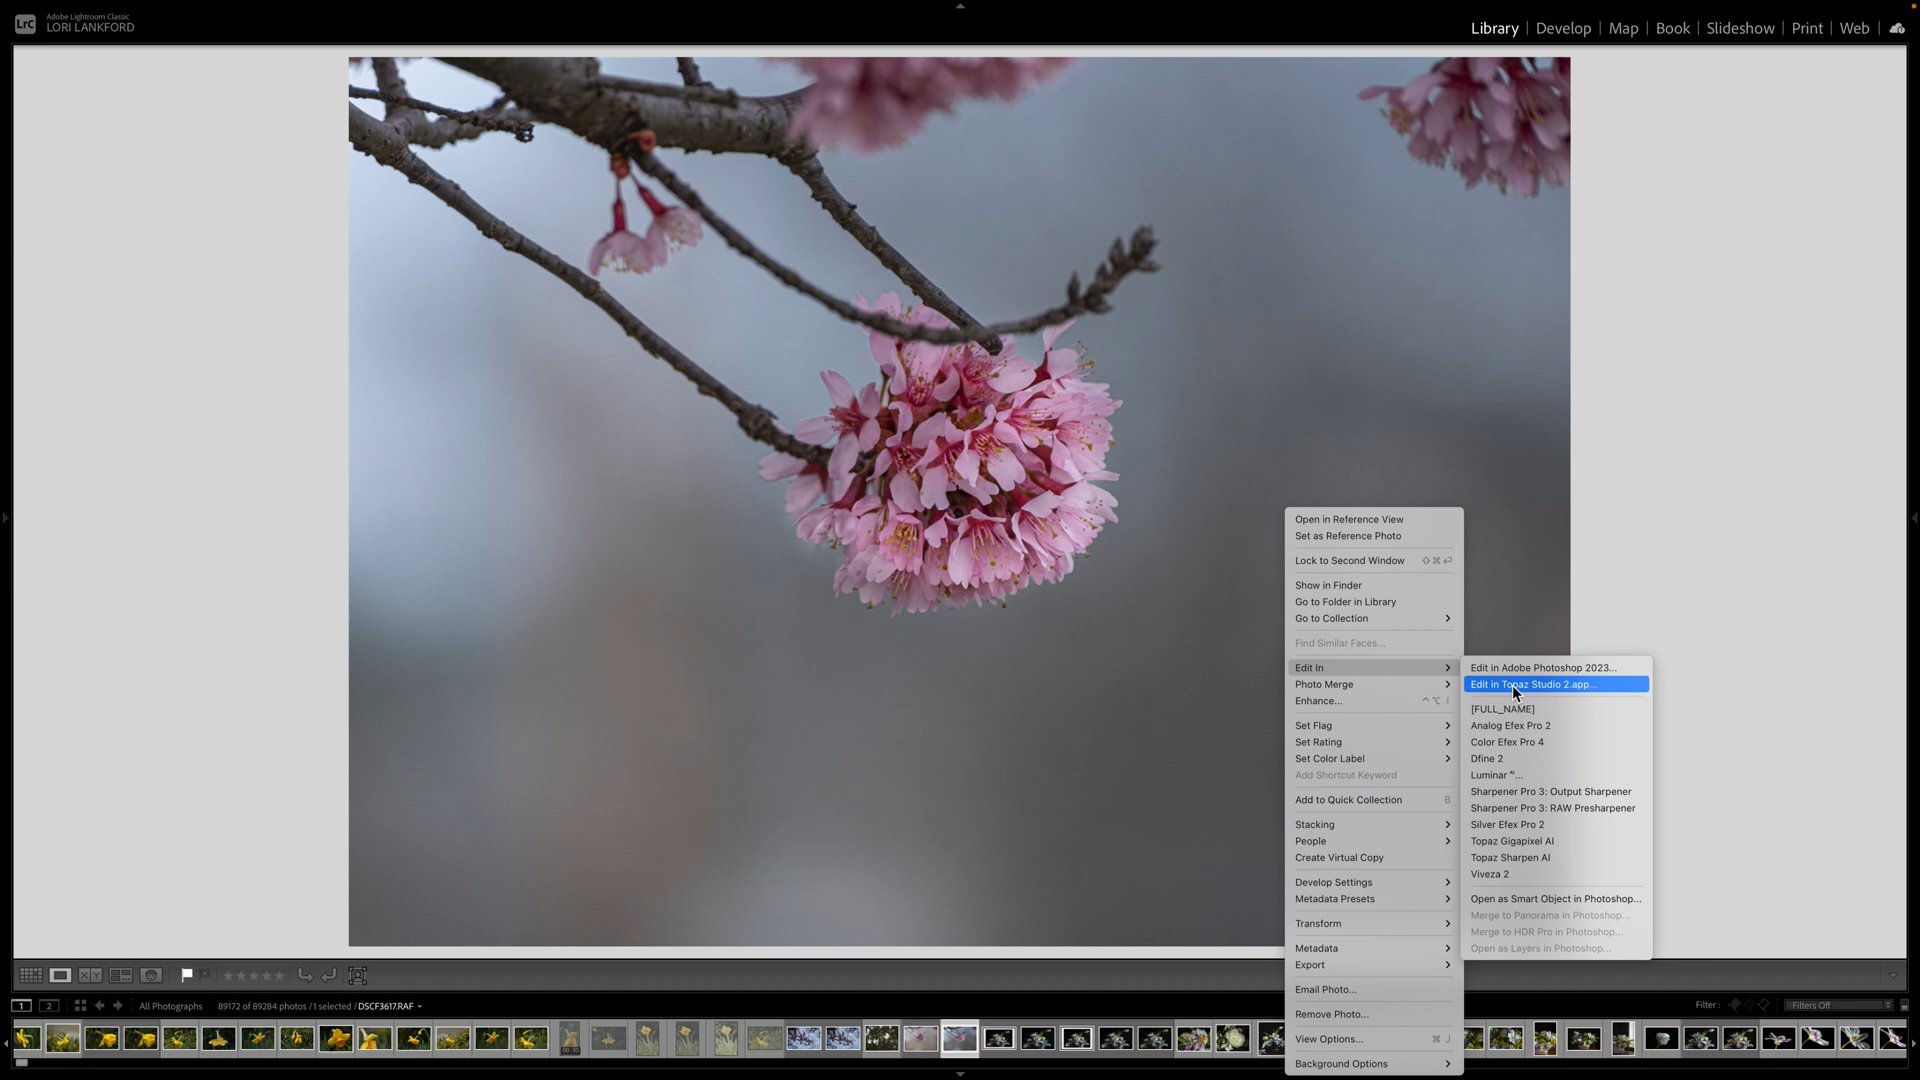 LrC
Adobe Lightroom Classic
LORI LANKFORD
Library | Develop | Map | Book | Slideshow | Print | Web
Open in Reference View
Set as Reference Photo
Lock to Second Window ⇧⌘⏎
Show in Finder
Go to Folder in Library
Go to Collection
Find Similar Faces...
Edit In
Photo Merge
Enhance... ^⌥ I
Set Flag
Set Rating
Set Color Label
Add Shortcut Keyword
Add to Quick Collection B
Stacking
People
Create Virtual Copy
Develop Settings
Metadata Presets
Transform
Metadata
Export
Email Photo...
Remove Photo...
View Options... ⌘ J
Background Options
Edit in Adobe Photoshop 2023...
Edit in Topaz Studio 2.app...
[FULL_NAME]
Analog Efex Pro 2
Color Efex Pro 4
Dfine 2
Luminar
Sharpener Pro 3: Output Sharpener
Sharpener Pro 3: RAW Presharpener
Silver Efex Pro 2
Topaz Gigapixel AI
Topaz Sharpen AI
Viveza 2
Open as Smart Object in Photoshop...
Merge to Panorama in Photoshop...
Merge to HDR Pro in Photoshop...
Open as Layers in Photoshop...
X Y
1 2 All Photographs 89172 of 89284 photos / 1 selected / DSCF3617.RAF
Filter : Filters Off
00:30